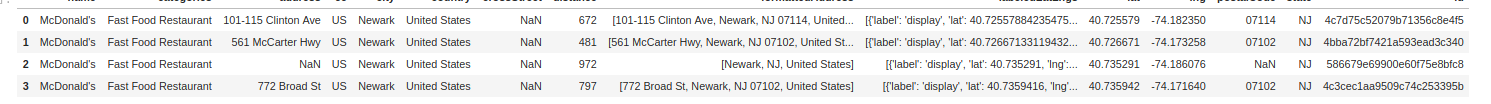 0 McDonald's Fast Food Restaurant 101-115 Clinton Ave US Newark United States NaN 672 [101-115 Clinton Ave, Newark, NJ 07114, United... [{'label': 'display', 'lat': 40.72557884235475... 40.725579 -74.182350 07114 NJ 4c7d75c52079b71356c8e4f5
1 McDonald's Fast Food Restaurant 561 McCarter Hwy US Newark United States NaN 481 [561 McCarter Hwy, Newark, NJ 07102, United St... [{'label': 'display', 'lat': 40.72667133119432... 40.726671 -74.173258 07102 NJ 4bba72bf7421a593ead3c340
2 McDonald's Fast Food Restaurant NaN US Newark United States NaN 972 [Newark, NJ, United States] [{'label': 'display', 'lat': 40.735291, 'lng':... 40.735291 -74.186076 NaN NJ 586679e69900e60f75e8bfc8
3 McDonald's Fast Food Restaurant 772 Broad St US Newark United States NaN 797 [772 Broad St, Newark, NJ 07102, United States] [{'label': 'display', 'lat': 40.7359416, 'lng'... 40.735942 -74.171640 07102 NJ 4c3cec1aa9509c74c253395b